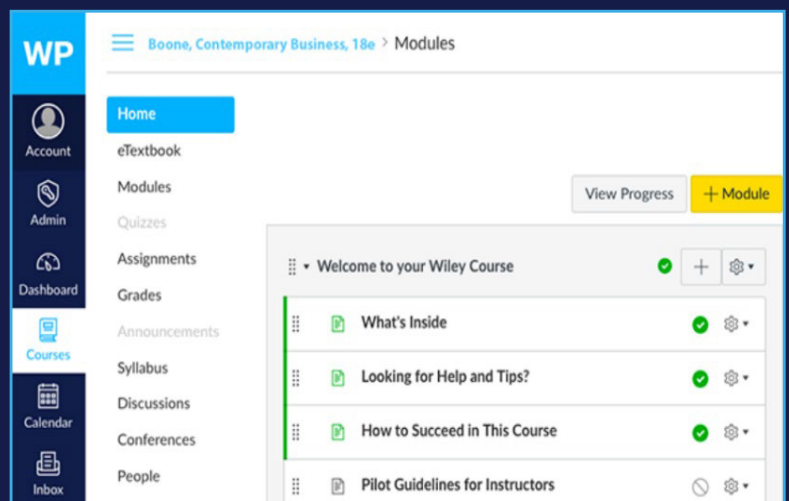 WP
Boone, Contemporary Business, 18e > Modules
Account
Admin
Dashboard
Courses
Calendar
Inbox
Home
eTextbook
Modules
Quizzes
Assignments
Grades
Announcements
Syllabus
Discussions
Conferences
People
View Progress
+ Module
Welcome to your Wiley Course
What's Inside
Looking for Help and Tips?
How to Succeed in This Course
Pilot Guidelines for Instructors